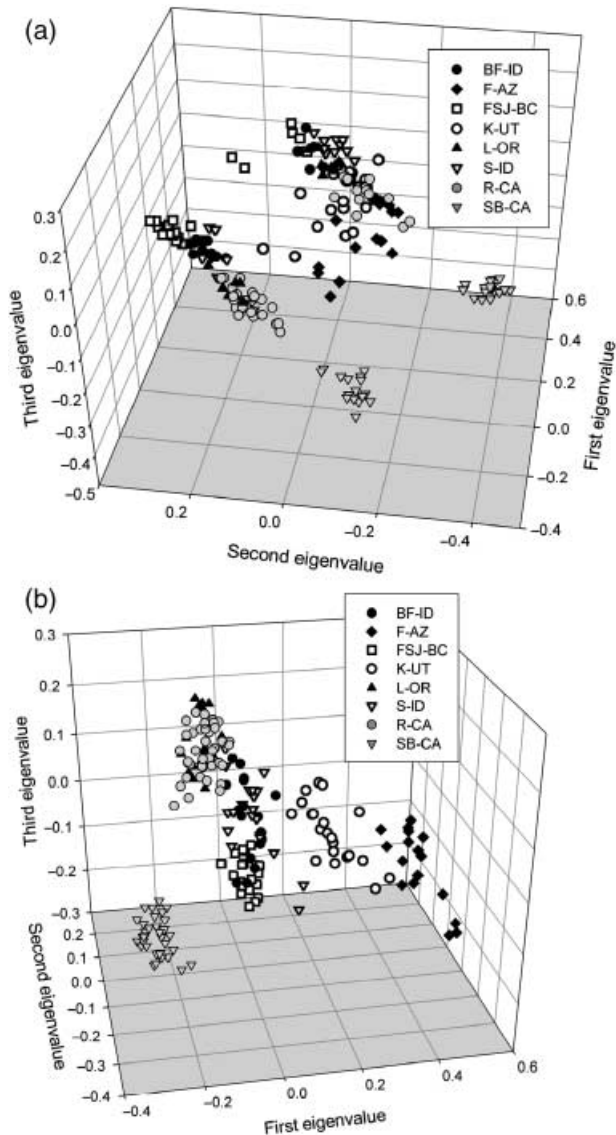 (a)
BF-ID
F-AZ
FSJ-BC
K-UT
L-OR
S-ID
R-CA
SB-CA
0.3
0.2
0.1
0.0
−0.1
−0.2
−0.3
−0.4
−0.5
Third eigenvalue
0.2
0.0
−0.2
−0.4
Second eigenvalue
0.6
0.4
0.2
0.0
−0.2
−0.4
First eigenvalue
(b)
BF-ID
F-AZ
FSJ-BC
K-UT
L-OR
S-ID
R-CA
SB-CA
0.3
0.2
0.1
0.0
−0.1
−0.2
−0.3
Third eigenvalue
0.2
0.1
0.0
−0.1
−0.2
−0.3
−0.4
Second eigenvalue
−0.4
−0.2
0.0
0.2
0.4
0.6
First eigenvalue